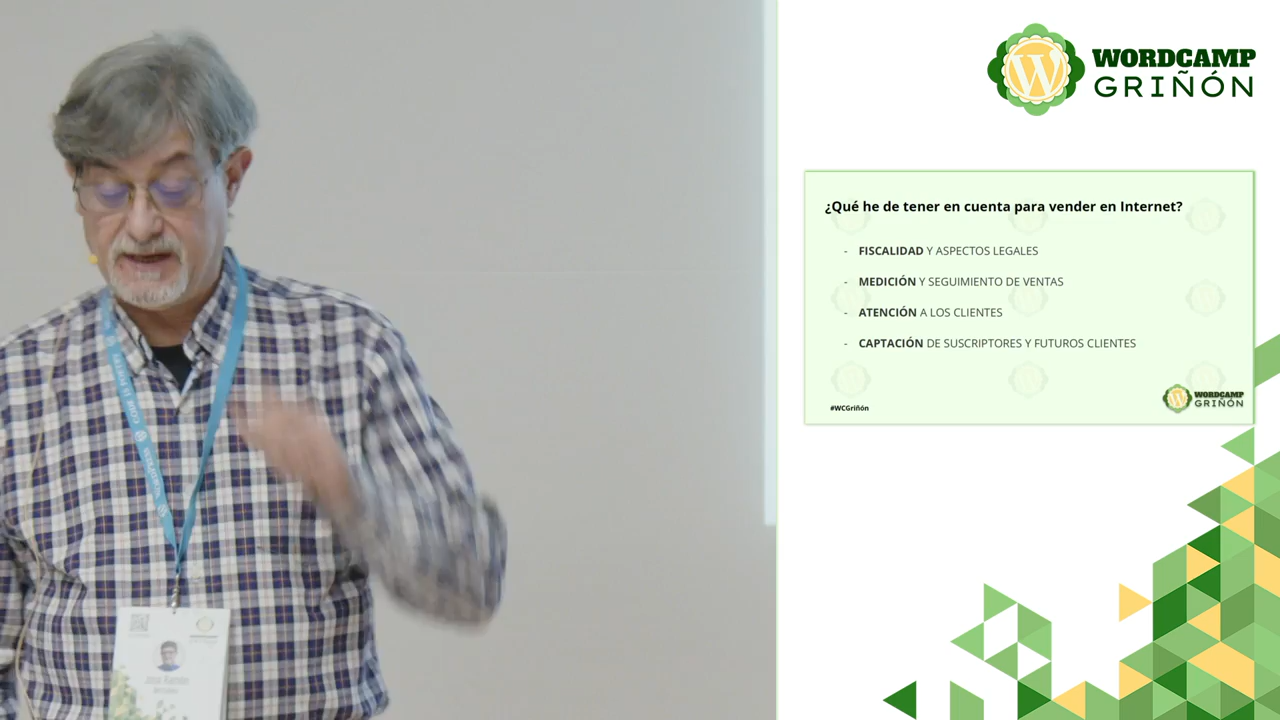 WORDCAMP
GRIÑÓN
¿Qué he de tener en cuenta para vender en Internet?
- FISCALIDAD Y ASPECTOS LEGALES
- MEDICIÓN Y SEGUIMIENTO DE VENTAS
- ATENCIÓN A LOS CLIENTES
- CAPTACIÓN DE SUSCRIPTORES Y FUTUROS CLIENTES
#WCGriñón
WORDCAMP
GRIÑÓN